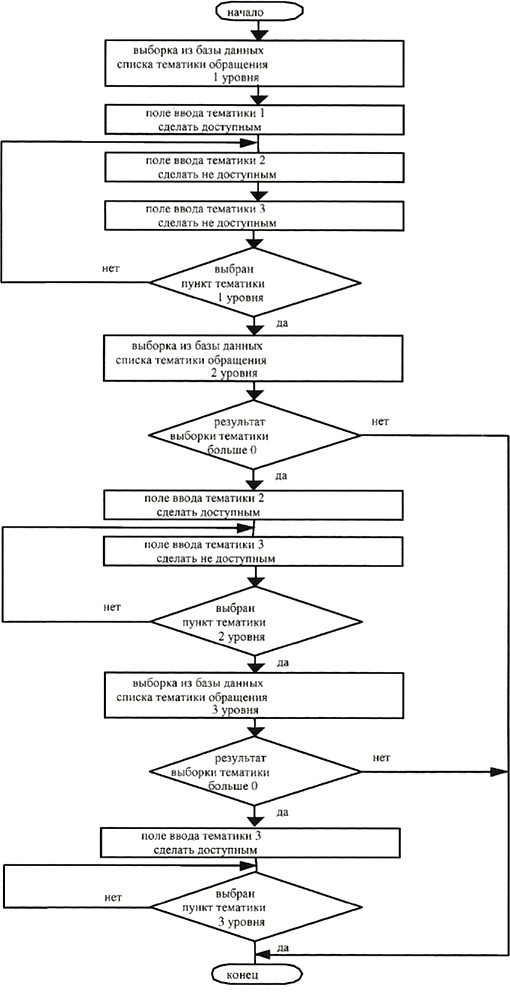 начало
выборка из базы данных
списка тематики обращения
1 уровня
поле ввода тематики 1
сделать доступным
поле ввода тематики 2
сделать не доступным
поле ввода тематики 3
сделать не доступным
нет
выбран
пункт тематики
1 уровня
да
выборка из базы данных
списка тематики обращения
2 уровня
результат
выборки тематики
больше 0
нет
да
поле ввода тематики 2
сделать доступным
поле ввода тематики 3
сделать не доступным
нет
выбран
пункт тематики
2 уровня
да
выборка из базы данных
списка тематики обращения
3 уровня
результат
выборки тематики
больше 0
нет
да
поле ввода тематики 3
сделать доступным
нет
выбран
пункт тематики
3 уровня
да
конец